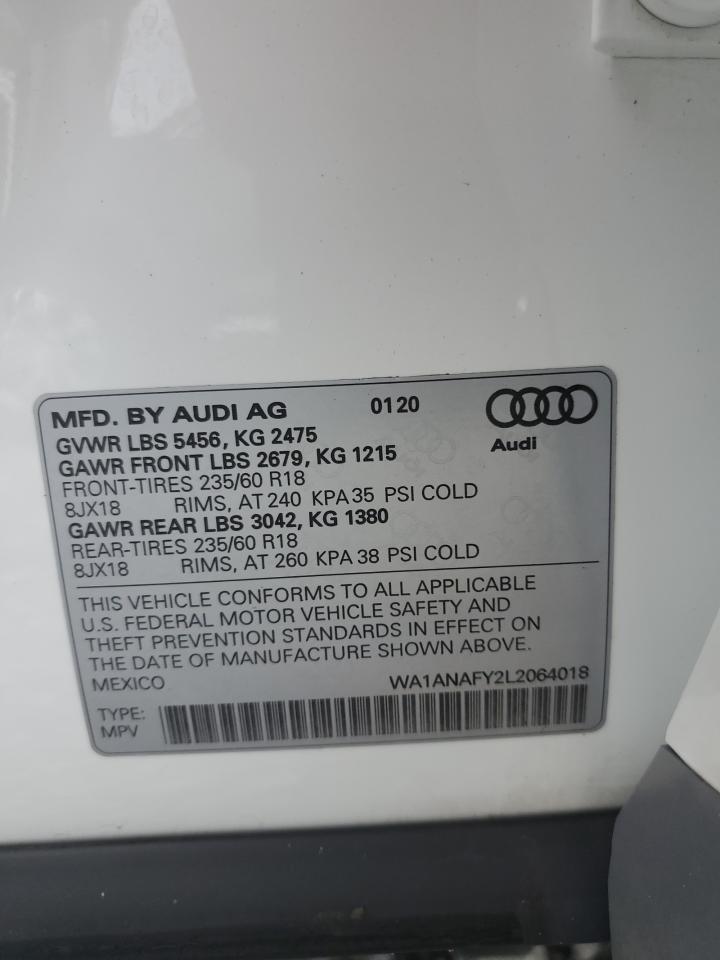 MFD. BY AUDI AG 0120
Audi
GVWR LBS 5456, KG 2475
GAWR FRONT LBS 2679, KG 1215
FRONT-TIRES 235/60 R18
8JX18 RIMS, AT 240 KPA 35 PSI COLD
GAWR REAR LBS 3042, KG 1380
REAR-TIRES 235/60 R18
8JX18 RIMS, AT 260 KPA 38 PSI COLD
THIS VEHICLE CONFORMS TO ALL APPLICABLE
U.S. FEDERAL MOTOR VEHICLE SAFETY AND
THEFT PREVENTION STANDARDS IN EFFECT ON
THE DATE OF MANUFACTURE SHOWN ABOVE.
MEXICO WA1ANAFY2L2064018
TYPE:
MPV